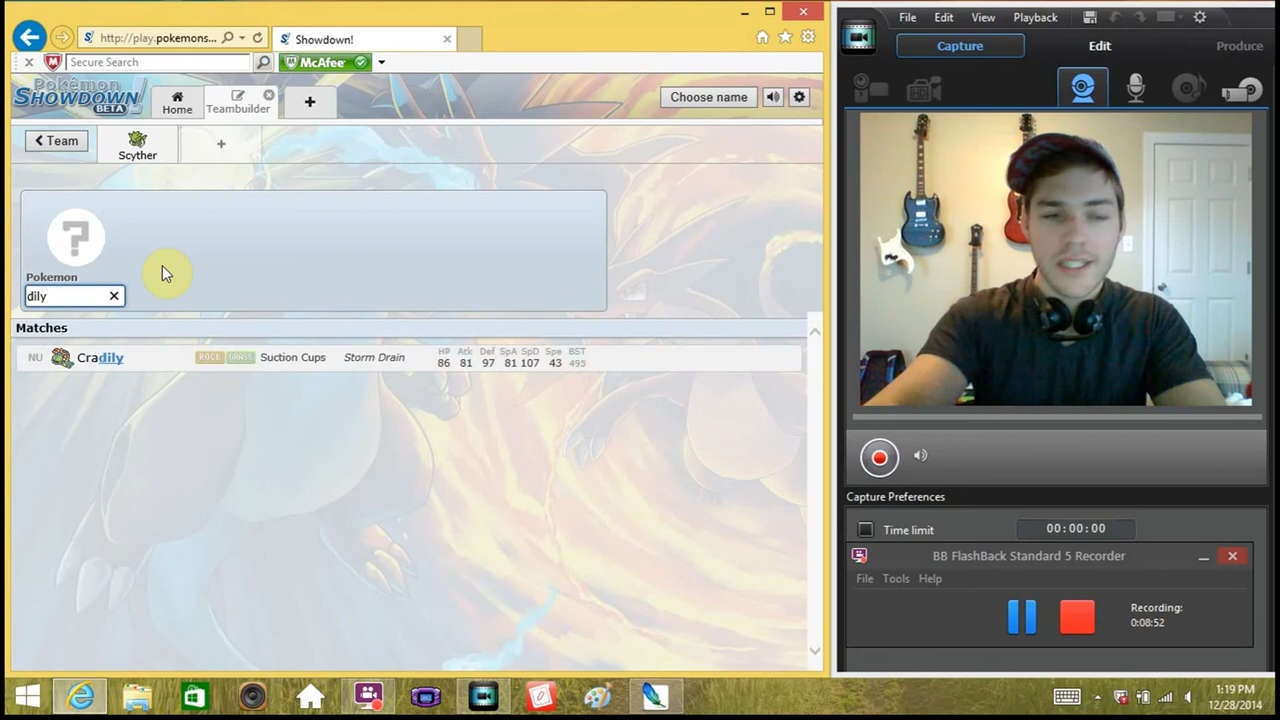 http://play.pokemons...
Showdown!
Secure Search
McAfee
Pokémon
SHOWDOWN!
BETA
Home
Teambuilder
Choose name
Team
Scyther
Pokemon
dily
Matches
NU Cradily ROCK GRASS Suction Cups Storm Drain HP 86 Atk 81 Def 97 SpA 81 SpD 107 Spe 43 BST 495
File Edit View Playback
Capture Edit Produce
Capture Preferences
Time limit 00:00:00
BB FlashBack Standard 5 Recorder
File Tools Help
Recording:
0:08:52
1:19 PM
12/28/2014